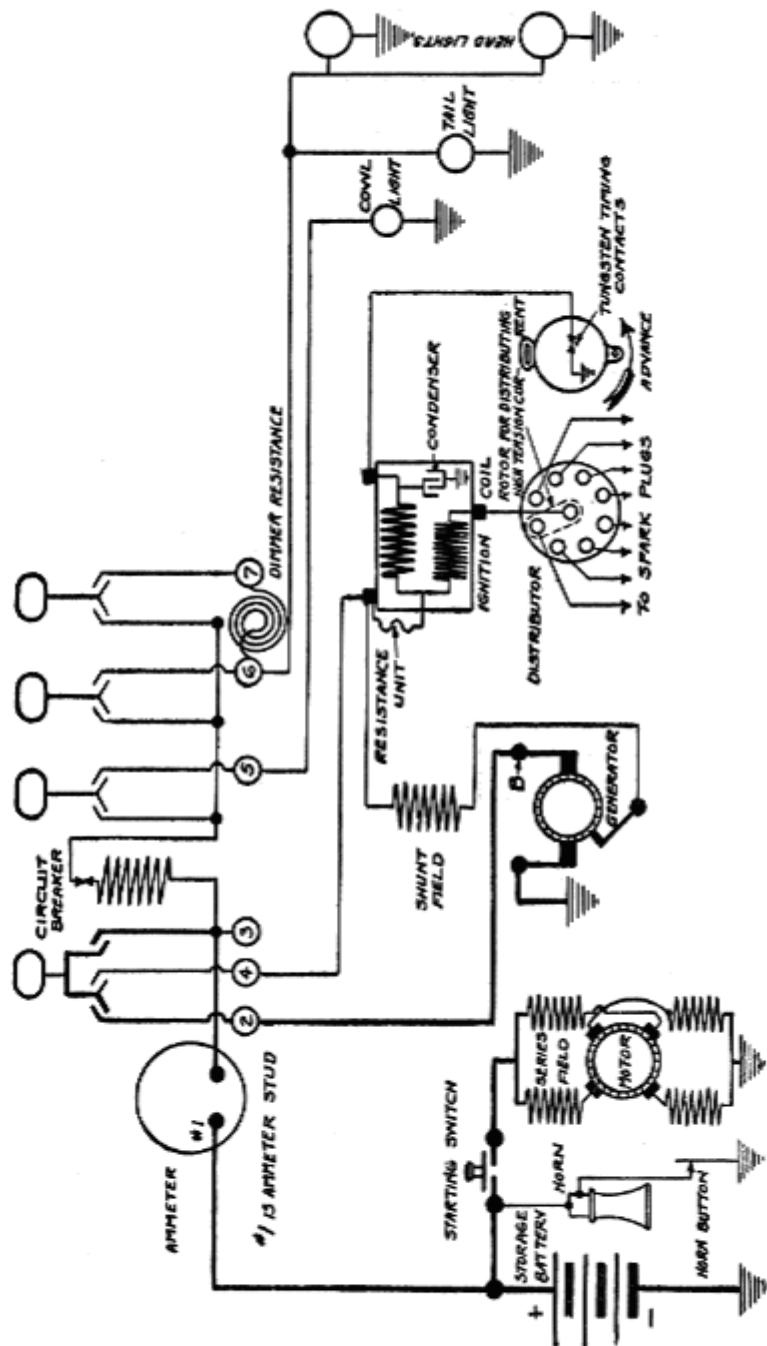 HEAD LIGHTS.
TAIL
LIGHT
COWL
LIGHT
7
DIMMER RESISTANCE
6
5
CIRCUIT
BREAKER
3
4
2
AMMETER
#1
#1 IS AMMETER STUD
CONDENSER
COIL
IGNITION
RESISTANCE
UNIT
ROTOR FOR DISTRIBUTING
HIGH TENSION CUR-
RENT
TUNGSTEN TIMING
CONTACTS
ADVANCE
DISTRIBUTOR
TO SPARK PLUGS
SHUNT
FIELD
B
GENERATOR
SERIES
FIELD
MOTOR
STARTING SWITCH
HORN
HORN BUTTON
STORAGE
BATTERY
+
-